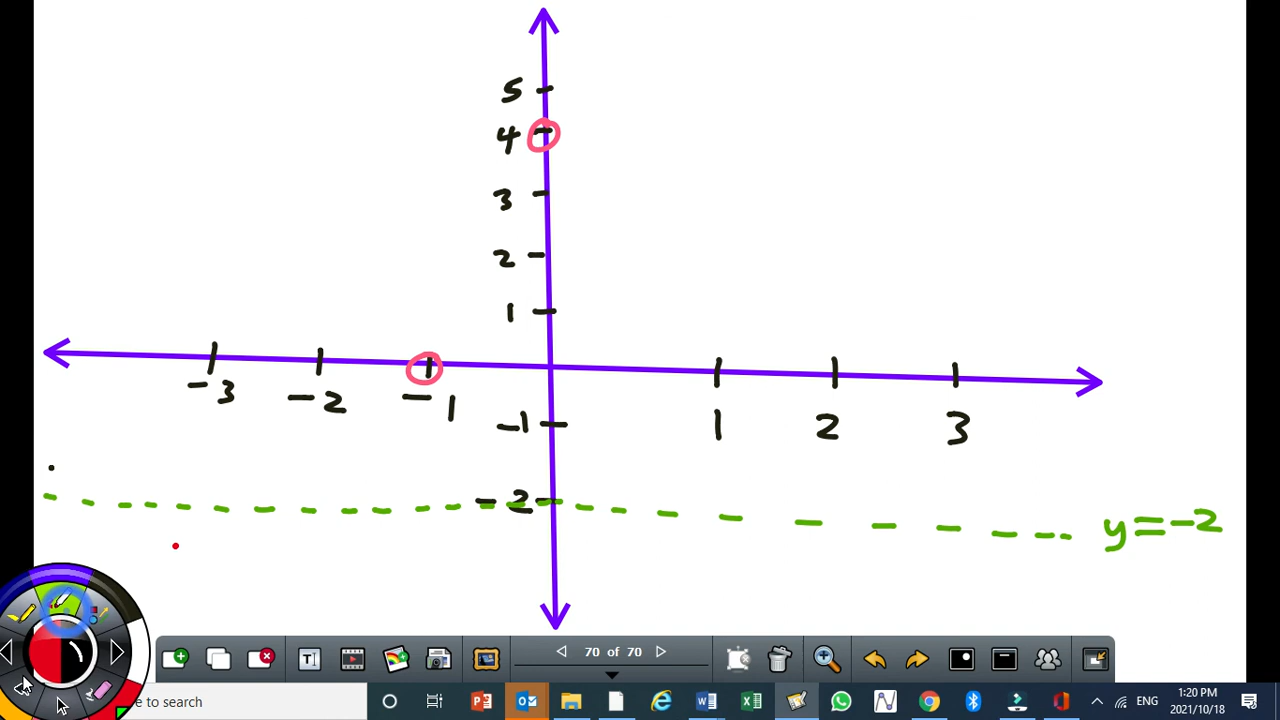 5
4
3
2
1
-3 -2 -1
1 2 3
-1
-2
y=-2
70 of 70
e to search
ENG
1:20 PM
2021/10/18